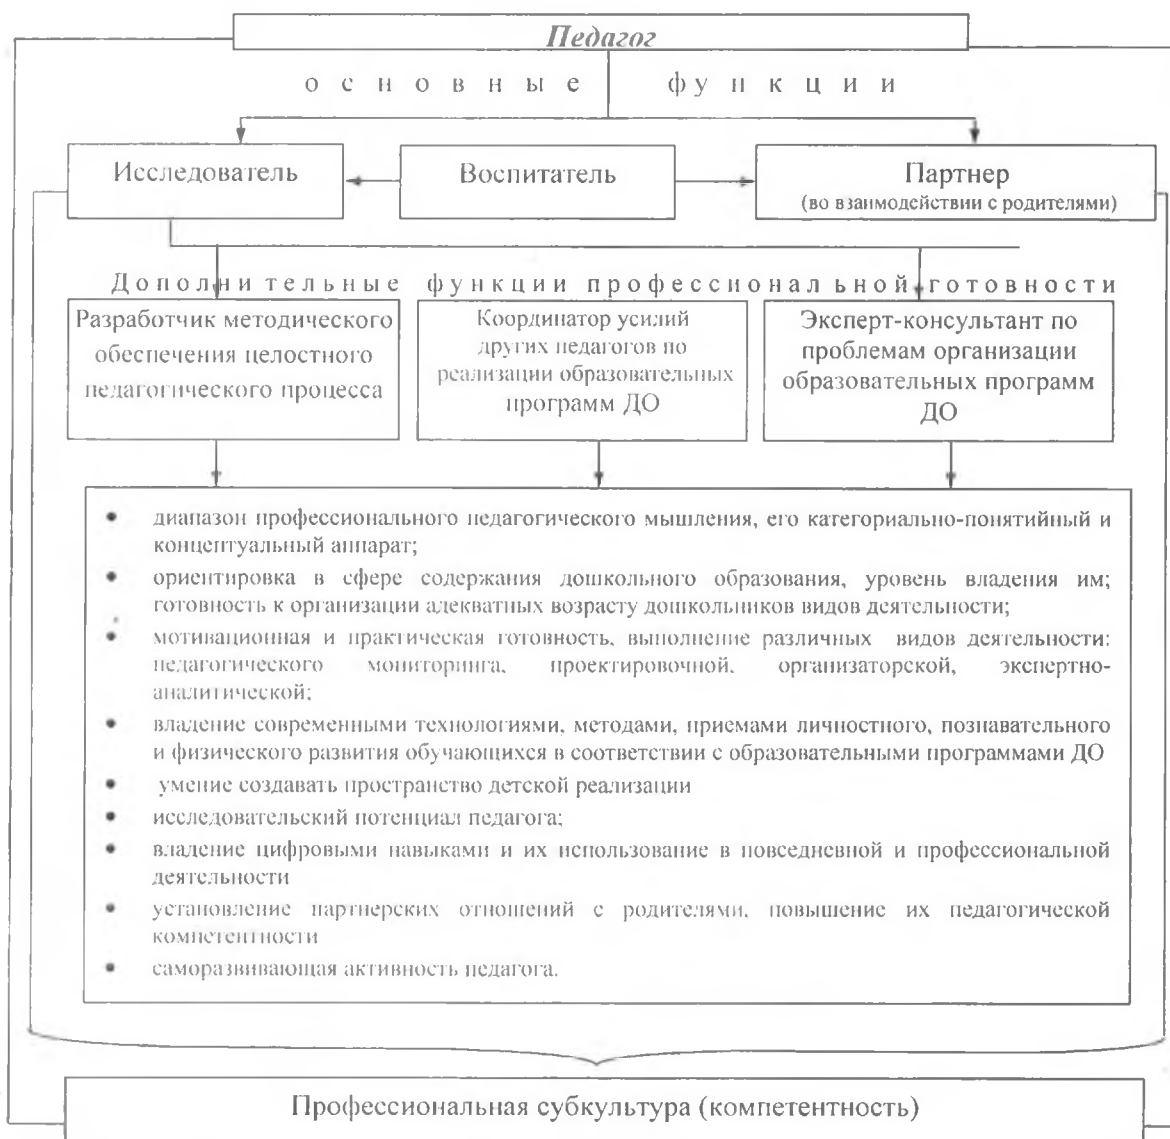 Педагог
основные функции
Исследователь
Воспитатель
Партнер
(во взаимодействии с родителями)
Дополнительные функции профессиональной готовности
Разработчик методического
обеспечения целостного
педагогического процесса
Координатор усилий
других педагогов по
реализации образовательных
программ ДО
Эксперт-консультант по
проблемам организации
образовательных программ
ДО
• диапазон профессионального педагогического мышления, его категориально-понятийный и
концептуальный аппарат;
• ориентировка в сфере содержания дошкольного образования, уровень владения им;
готовность к организации адекватных возрасту дошкольников видов деятельности;
• мотивационная и практическая готовность, выполнение различных видов деятельности:
педагогического мониторинга, проектировочной, организаторской, экспертно-
аналитической;
• владение современными технологиями, методами, приемами личностного, познавательного
и физического развития обучающихся в соответствии с образовательными программами ДО
• умение создавать пространство детской реализации
• исследовательский потенциал педагога;
• владение цифровыми навыками и их использование в повседневной и профессиональной
деятельности
• установление партнерских отношений с родителями, повышение их педагогической
компетентности
• саморазвивающая активность педагога.
Профессиональная субкультура (компетентность)